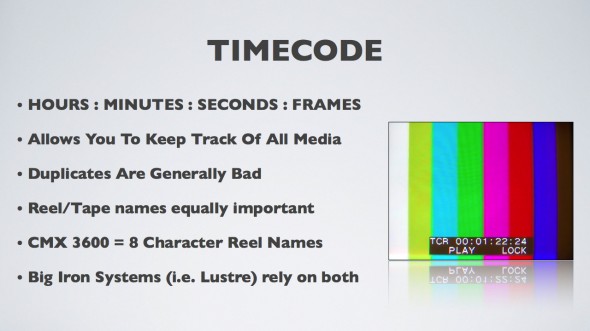 TIMECODE
• HOURS : MINUTES : SECONDS : FRAMES
• Allows You To Keep Track Of All Media
• Duplicates Are Generally Bad
• Reel/Tape names equally important
• CMX 3600 = 8 Character Reel Names
• Big Iron Systems (i.e. Lustre) rely on both
TCR 00:01:22:24
PLAY LOCK